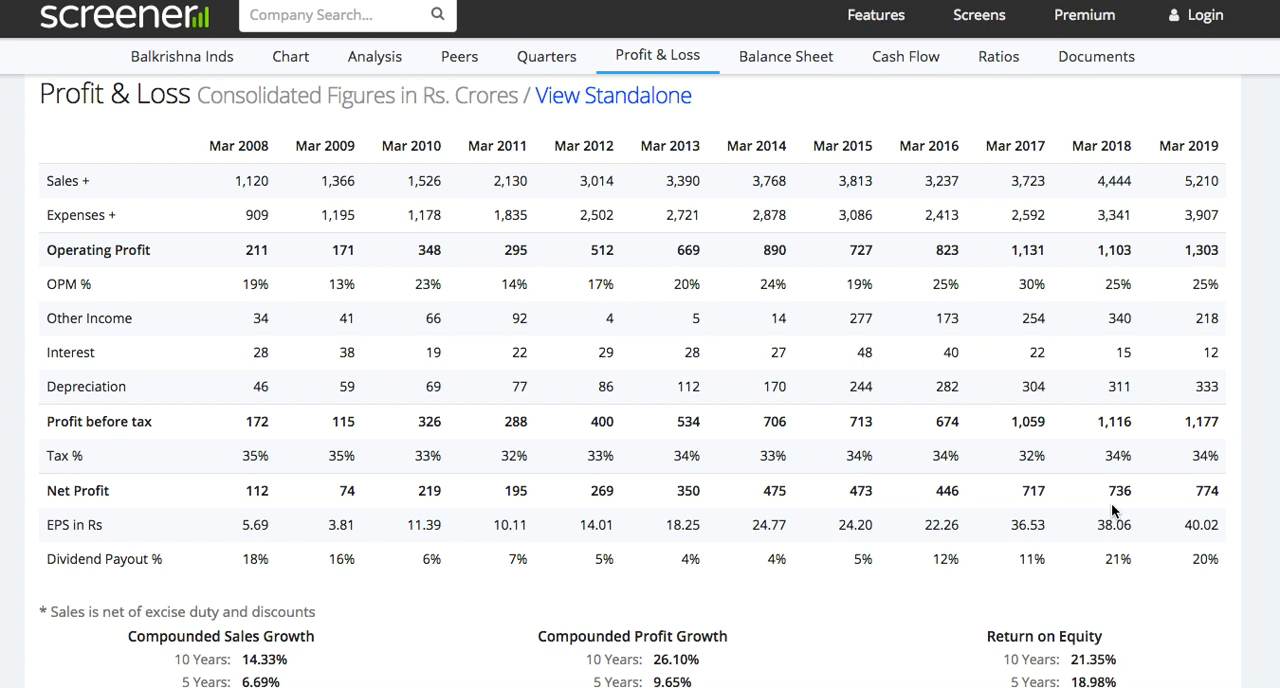 screener Company Search... Features Screens Premium Login
Balkrishna Inds Chart Analysis Peers Quarters Profit & Loss Balance Sheet Cash Flow Ratios Documents
Profit & Loss Consolidated Figures in Rs. Crores / View Standalone
Mar 2008 Mar 2009 Mar 2010 Mar 2011 Mar 2012 Mar 2013 Mar 2014 Mar 2015 Mar 2016 Mar 2017 Mar 2018 Mar 2019
Sales + 1,120 1,366 1,526 2,130 3,014 3,390 3,768 3,813 3,237 3,723 4,444 5,210
Expenses + 909 1,195 1,178 1,835 2,502 2,721 2,878 3,086 2,413 2,592 3,341 3,907
Operating Profit 211 171 348 295 512 669 890 727 823 1,131 1,103 1,303
OPM % 19% 13% 23% 14% 17% 20% 24% 19% 25% 30% 25% 25%
Other Income 34 41 66 92 4 5 14 277 173 254 340 218
Interest 28 38 19 22 29 28 27 48 40 22 15 12
Depreciation 46 59 69 77 86 112 170 244 282 304 311 333
Profit before tax 172 115 326 288 400 534 706 713 674 1,059 1,116 1,177
Tax % 35% 35% 33% 32% 33% 34% 33% 34% 34% 32% 34% 34%
Net Profit 112 74 219 195 269 350 475 473 446 717 736 774
EPS in Rs 5.69 3.81 11.39 10.11 14.01 18.25 24.77 24.20 22.26 36.53 38.06 40.02
Dividend Payout % 18% 16% 6% 7% 5% 4% 4% 5% 12% 11% 21% 20%
* Sales is net of excise duty and discounts
Compounded Sales Growth Compounded Profit Growth Return on Equity
10 Years: 14.33% 10 Years: 26.10% 10 Years: 21.35%
5 Years: 6.69% 5 Years: 9.65% 5 Years: 18.98%